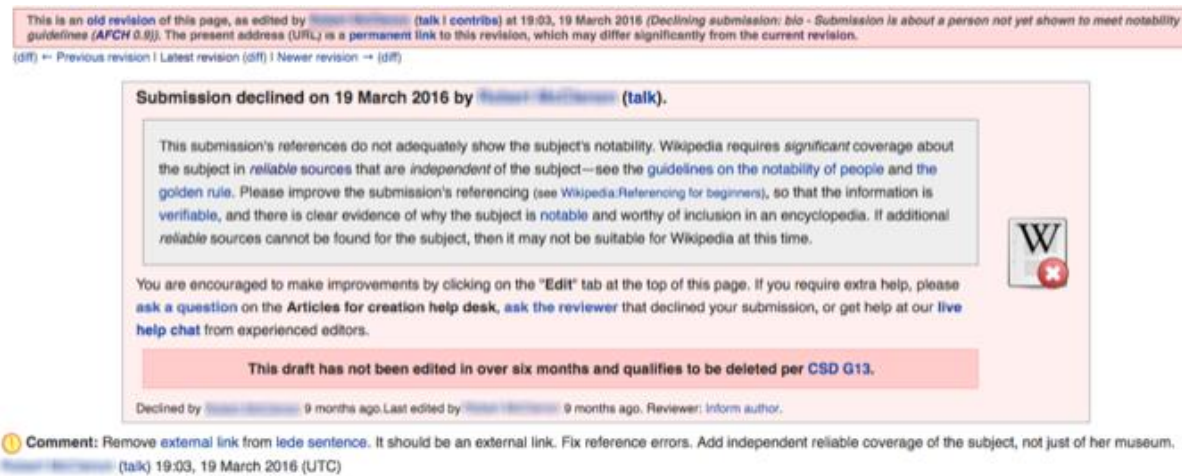 This is an old revision of this page, as edited by (talk | contribs) at 19:03, 19 March 2016 (Declining submission: bio - Submission is about a person not yet shown to meet notability
guidelines (AFCH 0.9)). The present address (URL) is a permanent link to this revision, which may differ significantly from the current revision.
(diff) ← Previous revision | Latest revision (diff) | Newer revision → (diff)
Submission declined on 19 March 2016 by (talk).
This submission's references do not adequately show the subject's notability. Wikipedia requires significant coverage about
the subject in reliable sources that are independent of the subject—see the guidelines on the notability of people and the
golden rule. Please improve the submission's referencing (see Wikipedia:Referencing for beginners), so that the information is
verifiable, and there is clear evidence of why the subject is notable and worthy of inclusion in an encyclopedia. If additional
reliable sources cannot be found for the subject, then it may not be suitable for Wikipedia at this time.
W
You are encouraged to make improvements by clicking on the "Edit" tab at the top of this page. If you require extra help, please
ask a question on the Articles for creation help desk, ask the reviewer that declined your submission, or get help at our live
help chat from experienced editors.
This draft has not been edited in over six months and qualifies to be deleted per CSD G13.
Declined by 9 months ago.Last edited by 9 months ago. Reviewer: Inform author.
Comment: Remove external link from lede sentence. It should be an external link. Fix reference errors. Add independent reliable coverage of the subject, not just of her museum.
(talk) 19:03, 19 March 2016 (UTC)